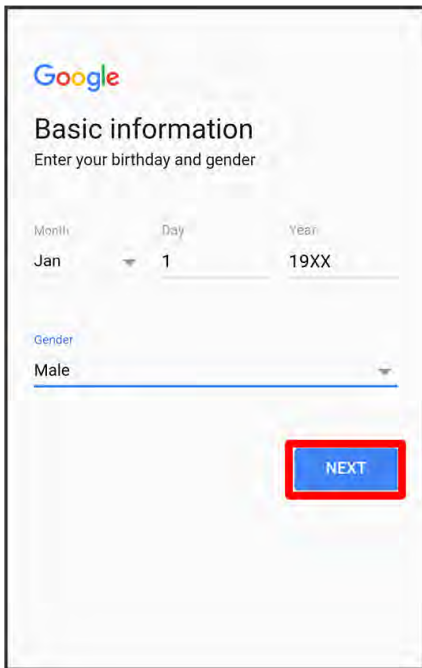 Google
Basic information
Enter your birthday and gender
Month Day Year
Jan 1 19XX
Gender
Male
NEXT